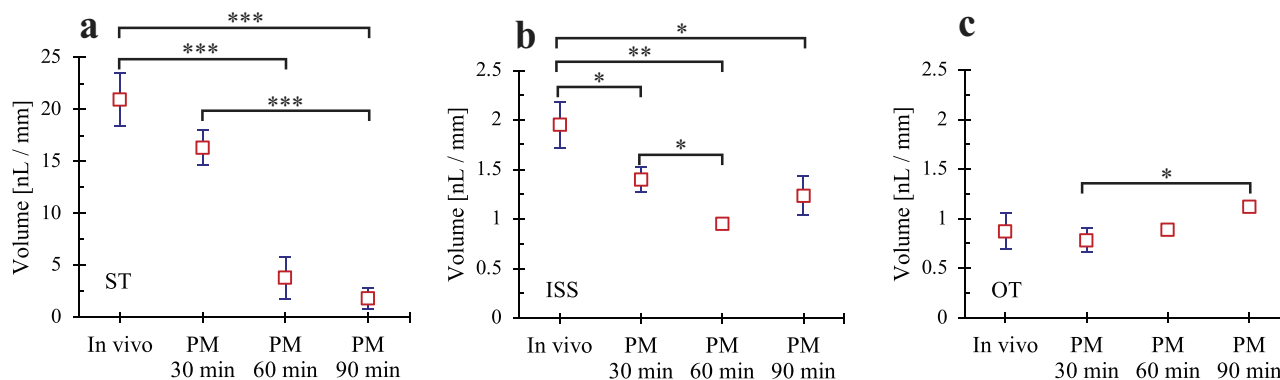 a
***
***
***
25
20
15
10
5
0
Volume [nL / mm]
ST
In vivo
PM
30 min
PM
60 min
PM
90 min
b
*
**
*
*
2.5
2
1.5
1
0.5
0
Volume [nL / mm]
ISS
In vivo
PM
30 min
PM
60 min
PM
90 min
c
*
2.5
2
1.5
1
0.5
0
Volume [nL / mm]
OT
In vivo
PM
30 min
PM
60 min
PM
90 min